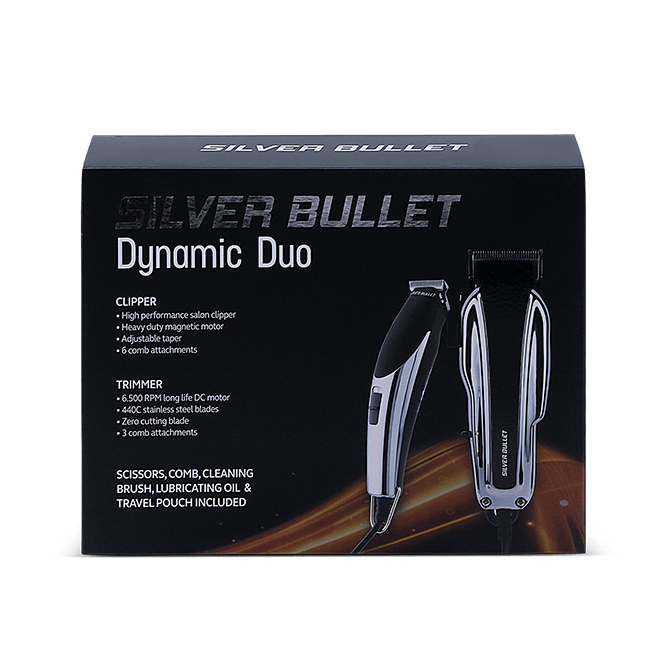 SILVER BULLET
SILVER BULLET
Dynamic Duo
CLIPPER
• High performance salon clipper
• Heavy duty magnetic motor
• Adjustable taper
• 6 comb attachments
TRIMMER
• 6.500 RPM long life DC motor
• 440C stainless steel blades
• Zero cutting blade
• 3 comb attachments
SCISSORS, COMB, CLEANING
BRUSH, LUBRICATING OIL &
TRAVEL POUCH INCLUDED
SILVER BULLET
SILVER BULLET